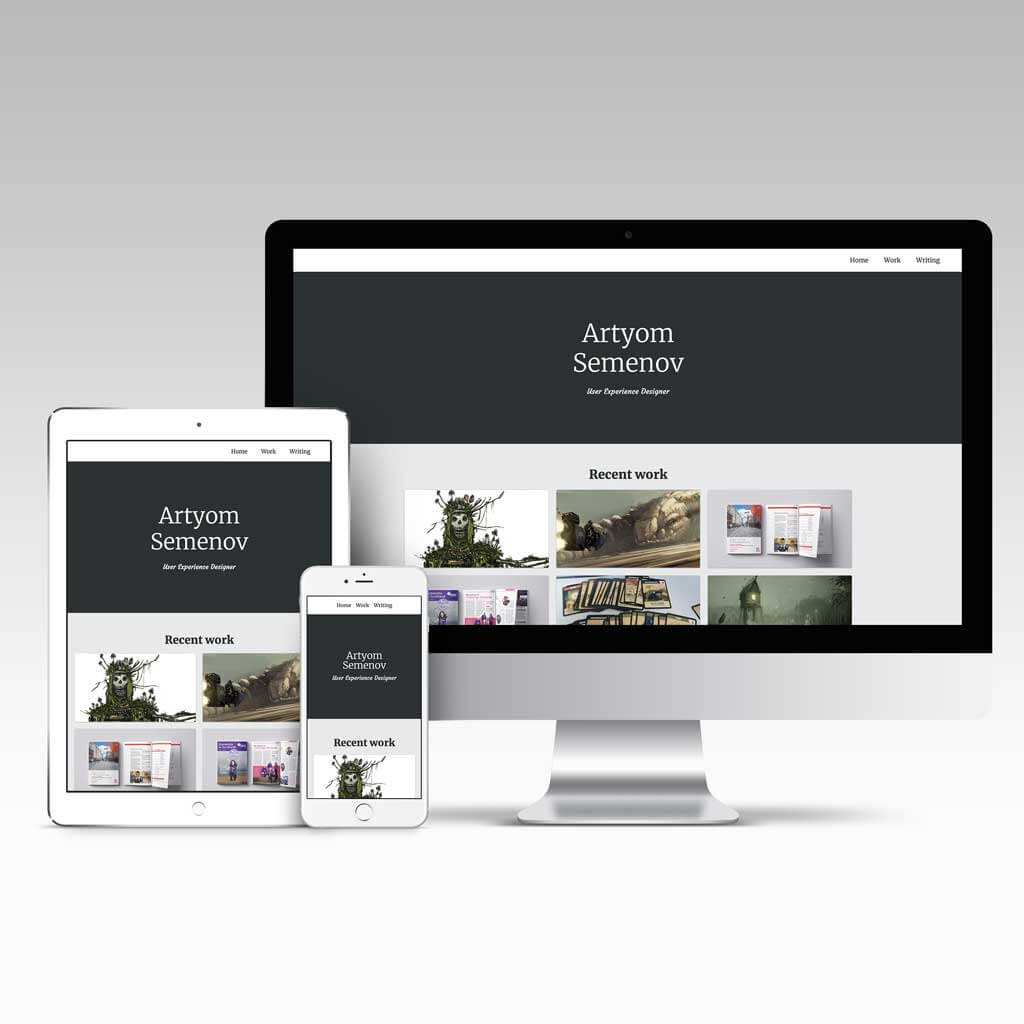 Home Work Writing
Artyom
Semenov
User Experience Designer
Recent work
Home Work Writing
Artyom
Semenov
User Experience Designer
Recent work
Home Work Writing
Artyom
Semenov
User Experience Designer
Recent work